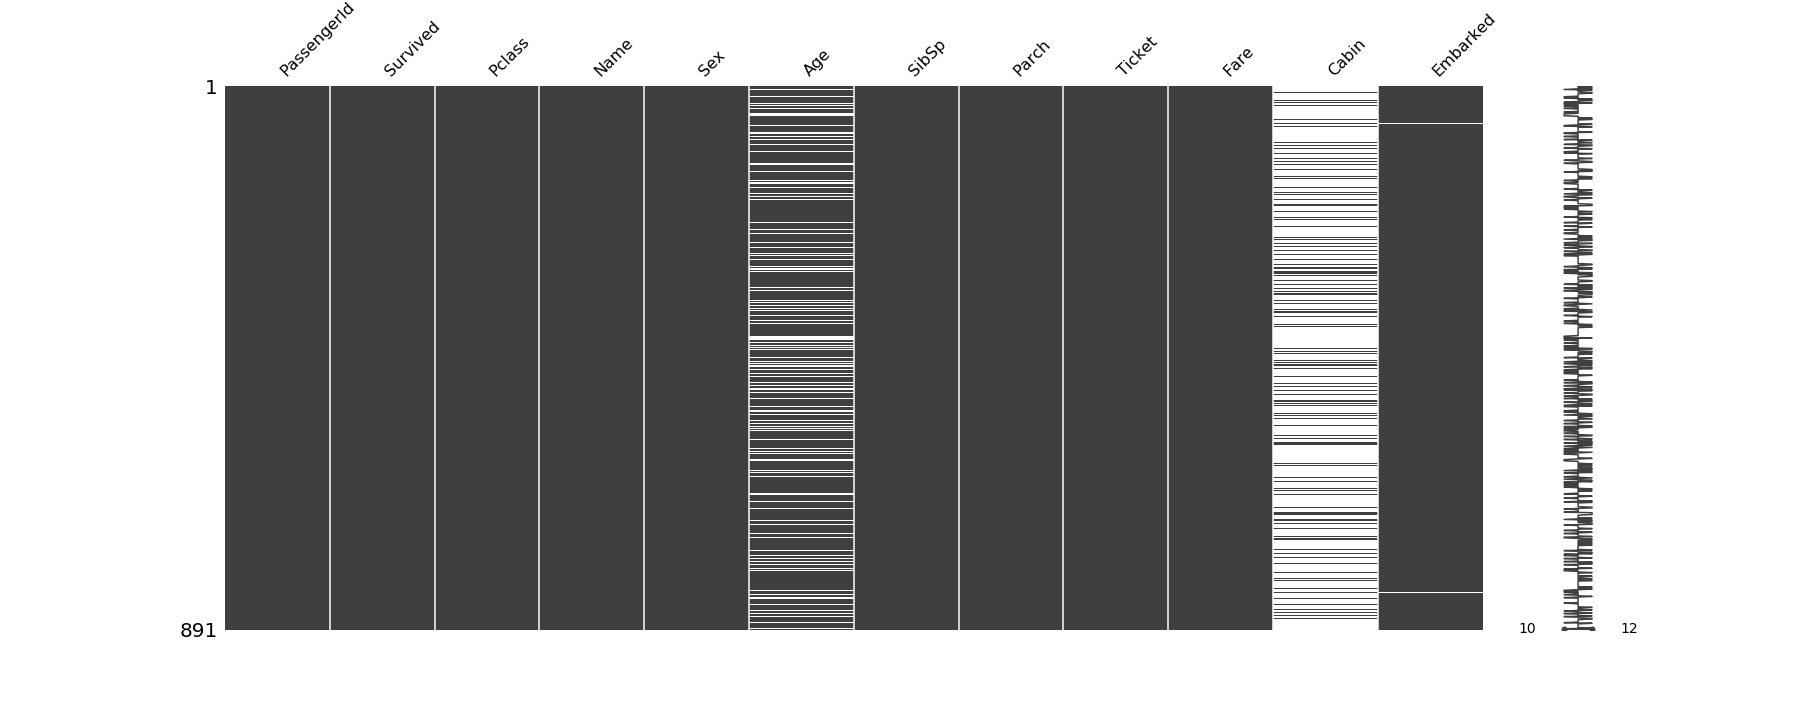 PassengerId
Survived
Pclass
Name
Sex
Age
SibSp
Parch
Ticket
Fare
Cabin
Embarked
1
891
10
12